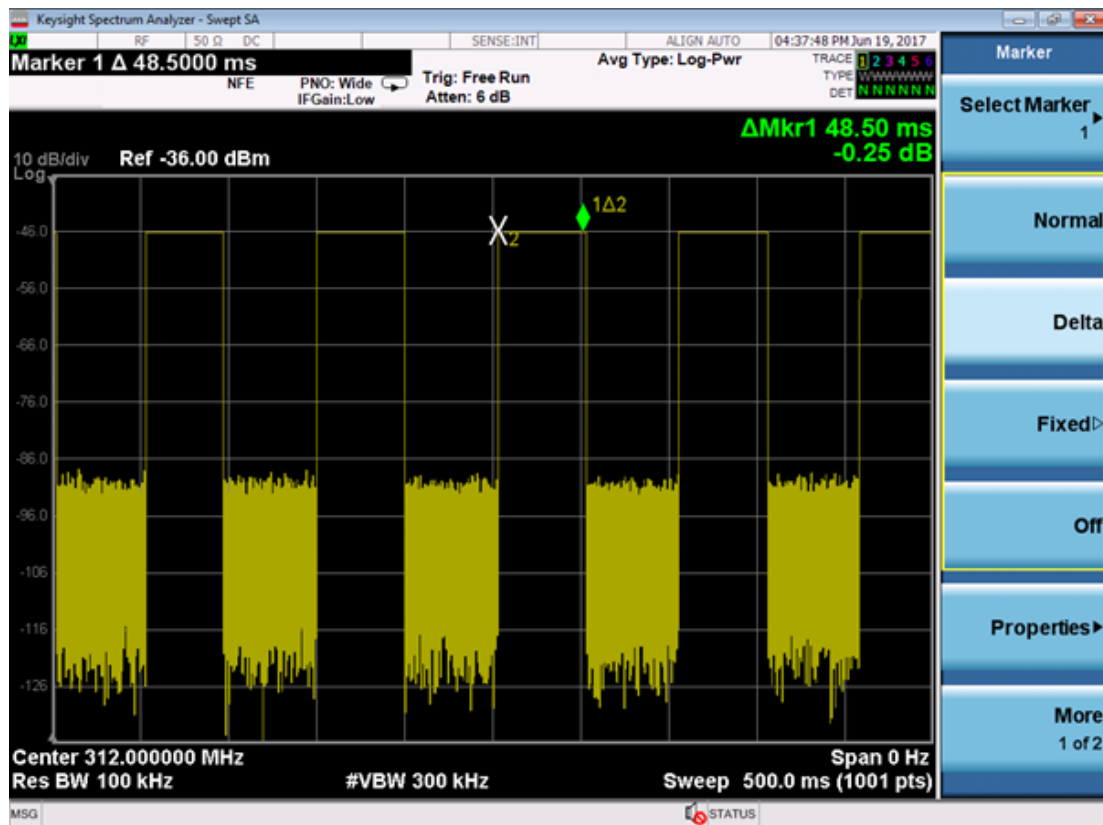 Keysight Spectrum Analyzer - Swept SA
LXI RF 50 Ω DC SENSE:INT ALIGN AUTO 04:37:48 PM Jun 19, 2017
Marker 1 Δ 48.5000 ms
NFE
PNO: Wide
IFGain:Low
Trig: Free Run
Atten: 6 dB
Avg Type: Log-Pwr
TRACE 1 2 3 4 5 6
TYPE WWWWWW
DET N N N N N N
ΔMkr1 48.50 ms
-0.25 dB
10 dB/div Ref -36.00 dBm
Log
1Δ2
2
-46.0
-56.0
-66.0
-76.0
-86.0
-96.0
-106
-116
-126
Center 312.000000 MHz Span 0 Hz
Res BW 100 kHz #VBW 300 kHz Sweep 500.0 ms (1001 pts)
MSG STATUS
Marker
Select Marker
1
Normal
Delta
Fixed
Off
Properties
More
1 of 2